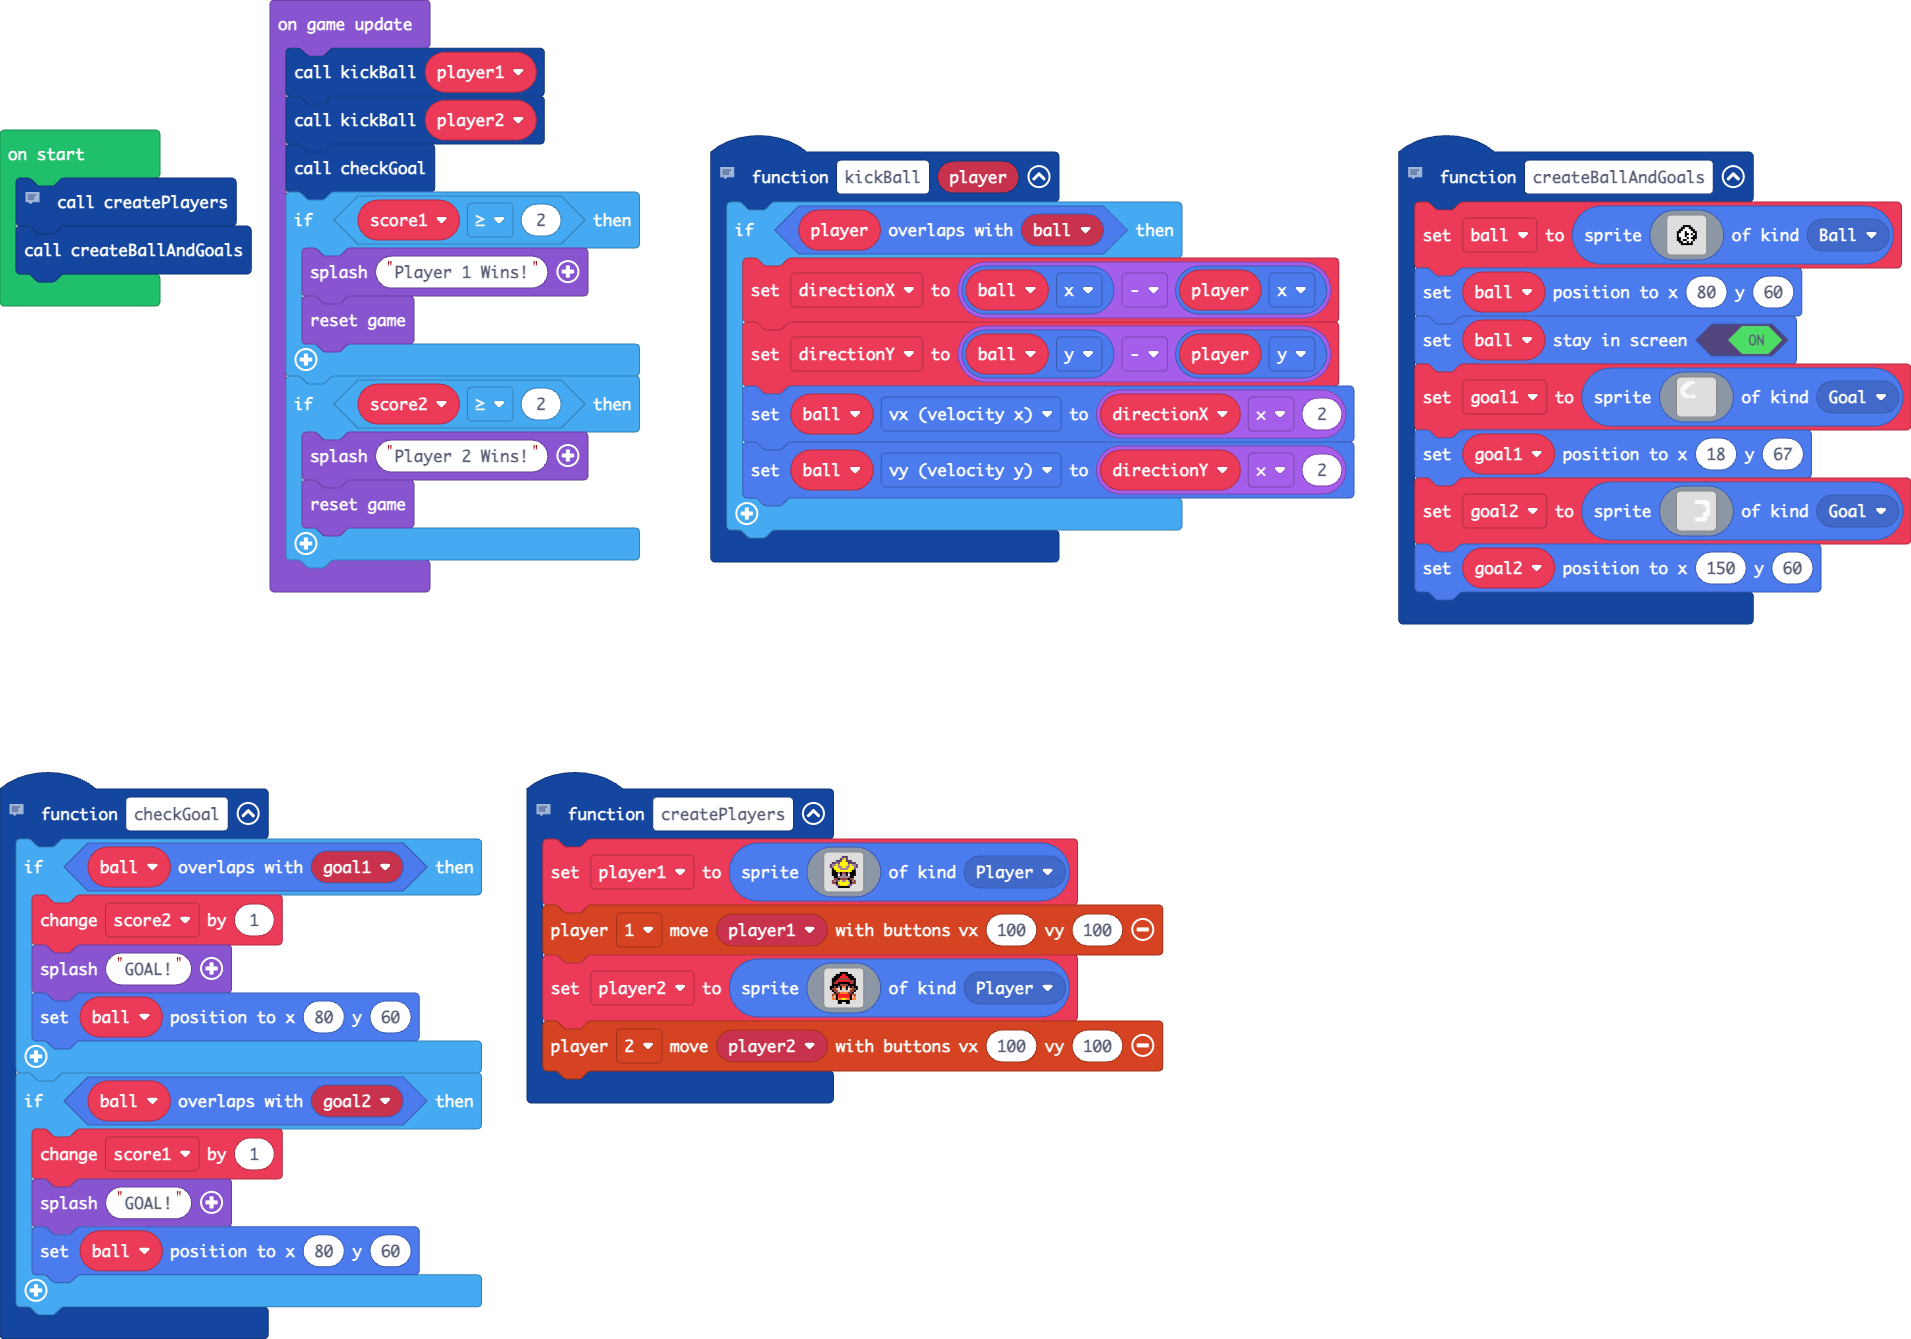 on start
call createPlayers
call createBallAndGoals
on game update
call kickBall player1
call kickBall player2
call checkGoal
if score1 ≥ 2 then
splash "Player 1 Wins!"
reset game
if score2 ≥ 2 then
splash "Player 2 Wins!"
reset game
function kickBall player
if player overlaps with ball then
set directionX to ball x - player x
set directionY to ball y - player y
set ball vx (velocity x) to directionX x 2
set ball vy (velocity y) to directionY x 2
function createBallAndGoals
set ball to sprite of kind Ball
set ball position to x 80 y 60
set ball stay in screen ON
set goal1 to sprite of kind Goal
set goal1 position to x 18 y 67
set goal2 to sprite of kind Goal
set goal2 position to x 150 y 60
function checkGoal
if ball overlaps with goal1 then
change score2 by 1
splash "GOAL!"
set ball position to x 80 y 60
if ball overlaps with goal2 then
change score1 by 1
splash "GOAL!"
set ball position to x 80 y 60
function createPlayers
set player1 to sprite of kind Player
player 1 move player1 with buttons vx 100 vy 100
set player2 to sprite of kind Player
player 2 move player2 with buttons vx 100 vy 100